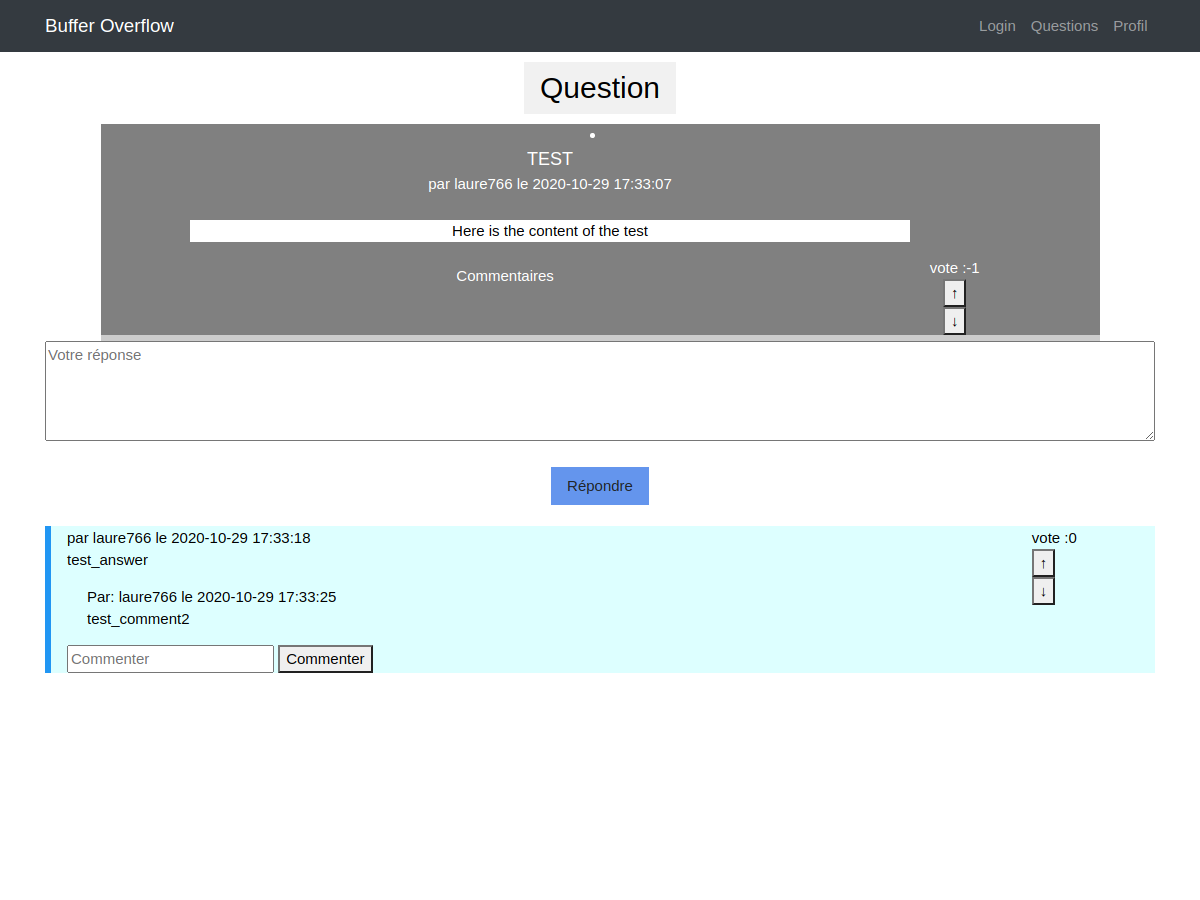 Buffer Overflow
Login Questions Profil
Question
TEST
par laure766 le 2020-10-29 17:33:07
Here is the content of the test
Commentaires
vote :-1
↑
↓
Votre réponse
Répondre
par laure766 le 2020-10-29 17:33:18
vote :0
test_answer
↑
↓
Par: laure766 le 2020-10-29 17:33:25
test_comment2
Commenter Commenter